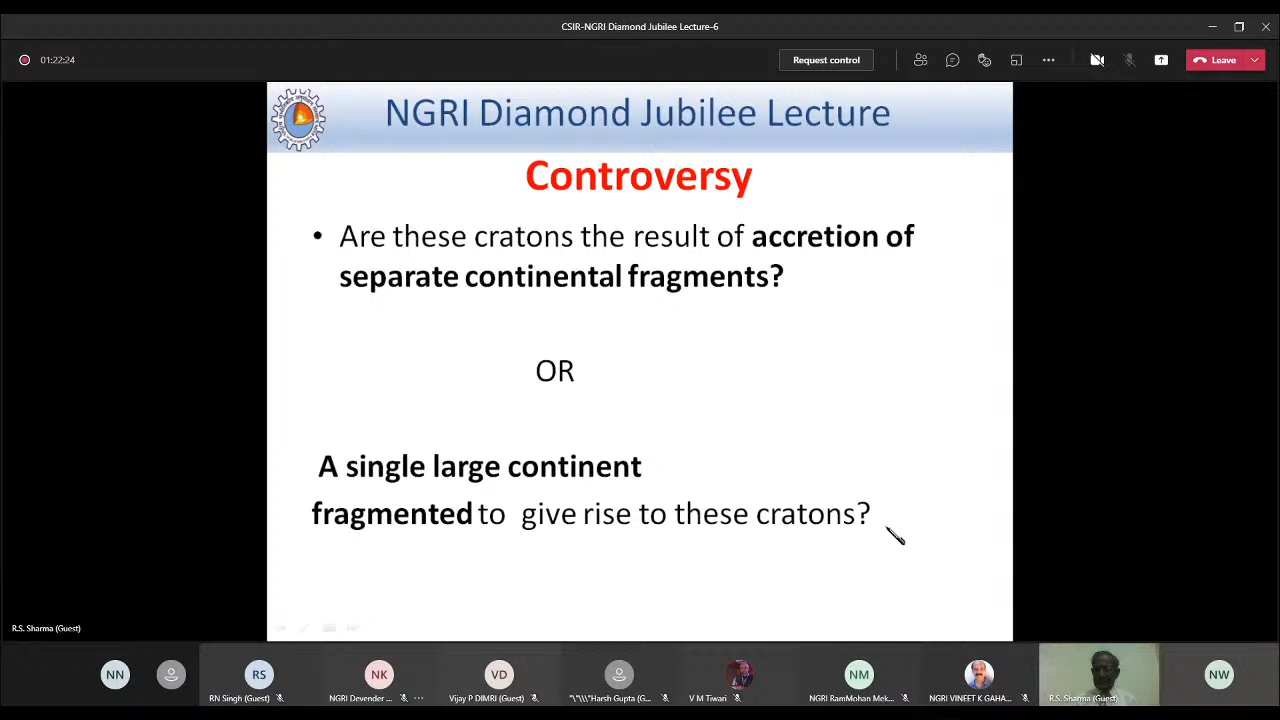 CSIR-NGRI Diamond Jubilee Lecture-6
01:22:24
Request control
Leave
NGRI Diamond Jubilee Lecture
Controversy
• Are these cratons the result of accretion of
separate continental fragments?
OR
A single large continent
fragmented to give rise to these cratons?
R.S. Sharma (Guest)
NN
RS
NK
VD
NM
NW
RN Singh (Guest)
NGRI Devender ...
Vijay P DIMRI (Guest)
"\"\\\\"Harsh Gupta (G...
V M Tiwari
NGRI RamMohan Mek...
NGRI VINEET K GAHA...
R.S. Sharma (Guest)